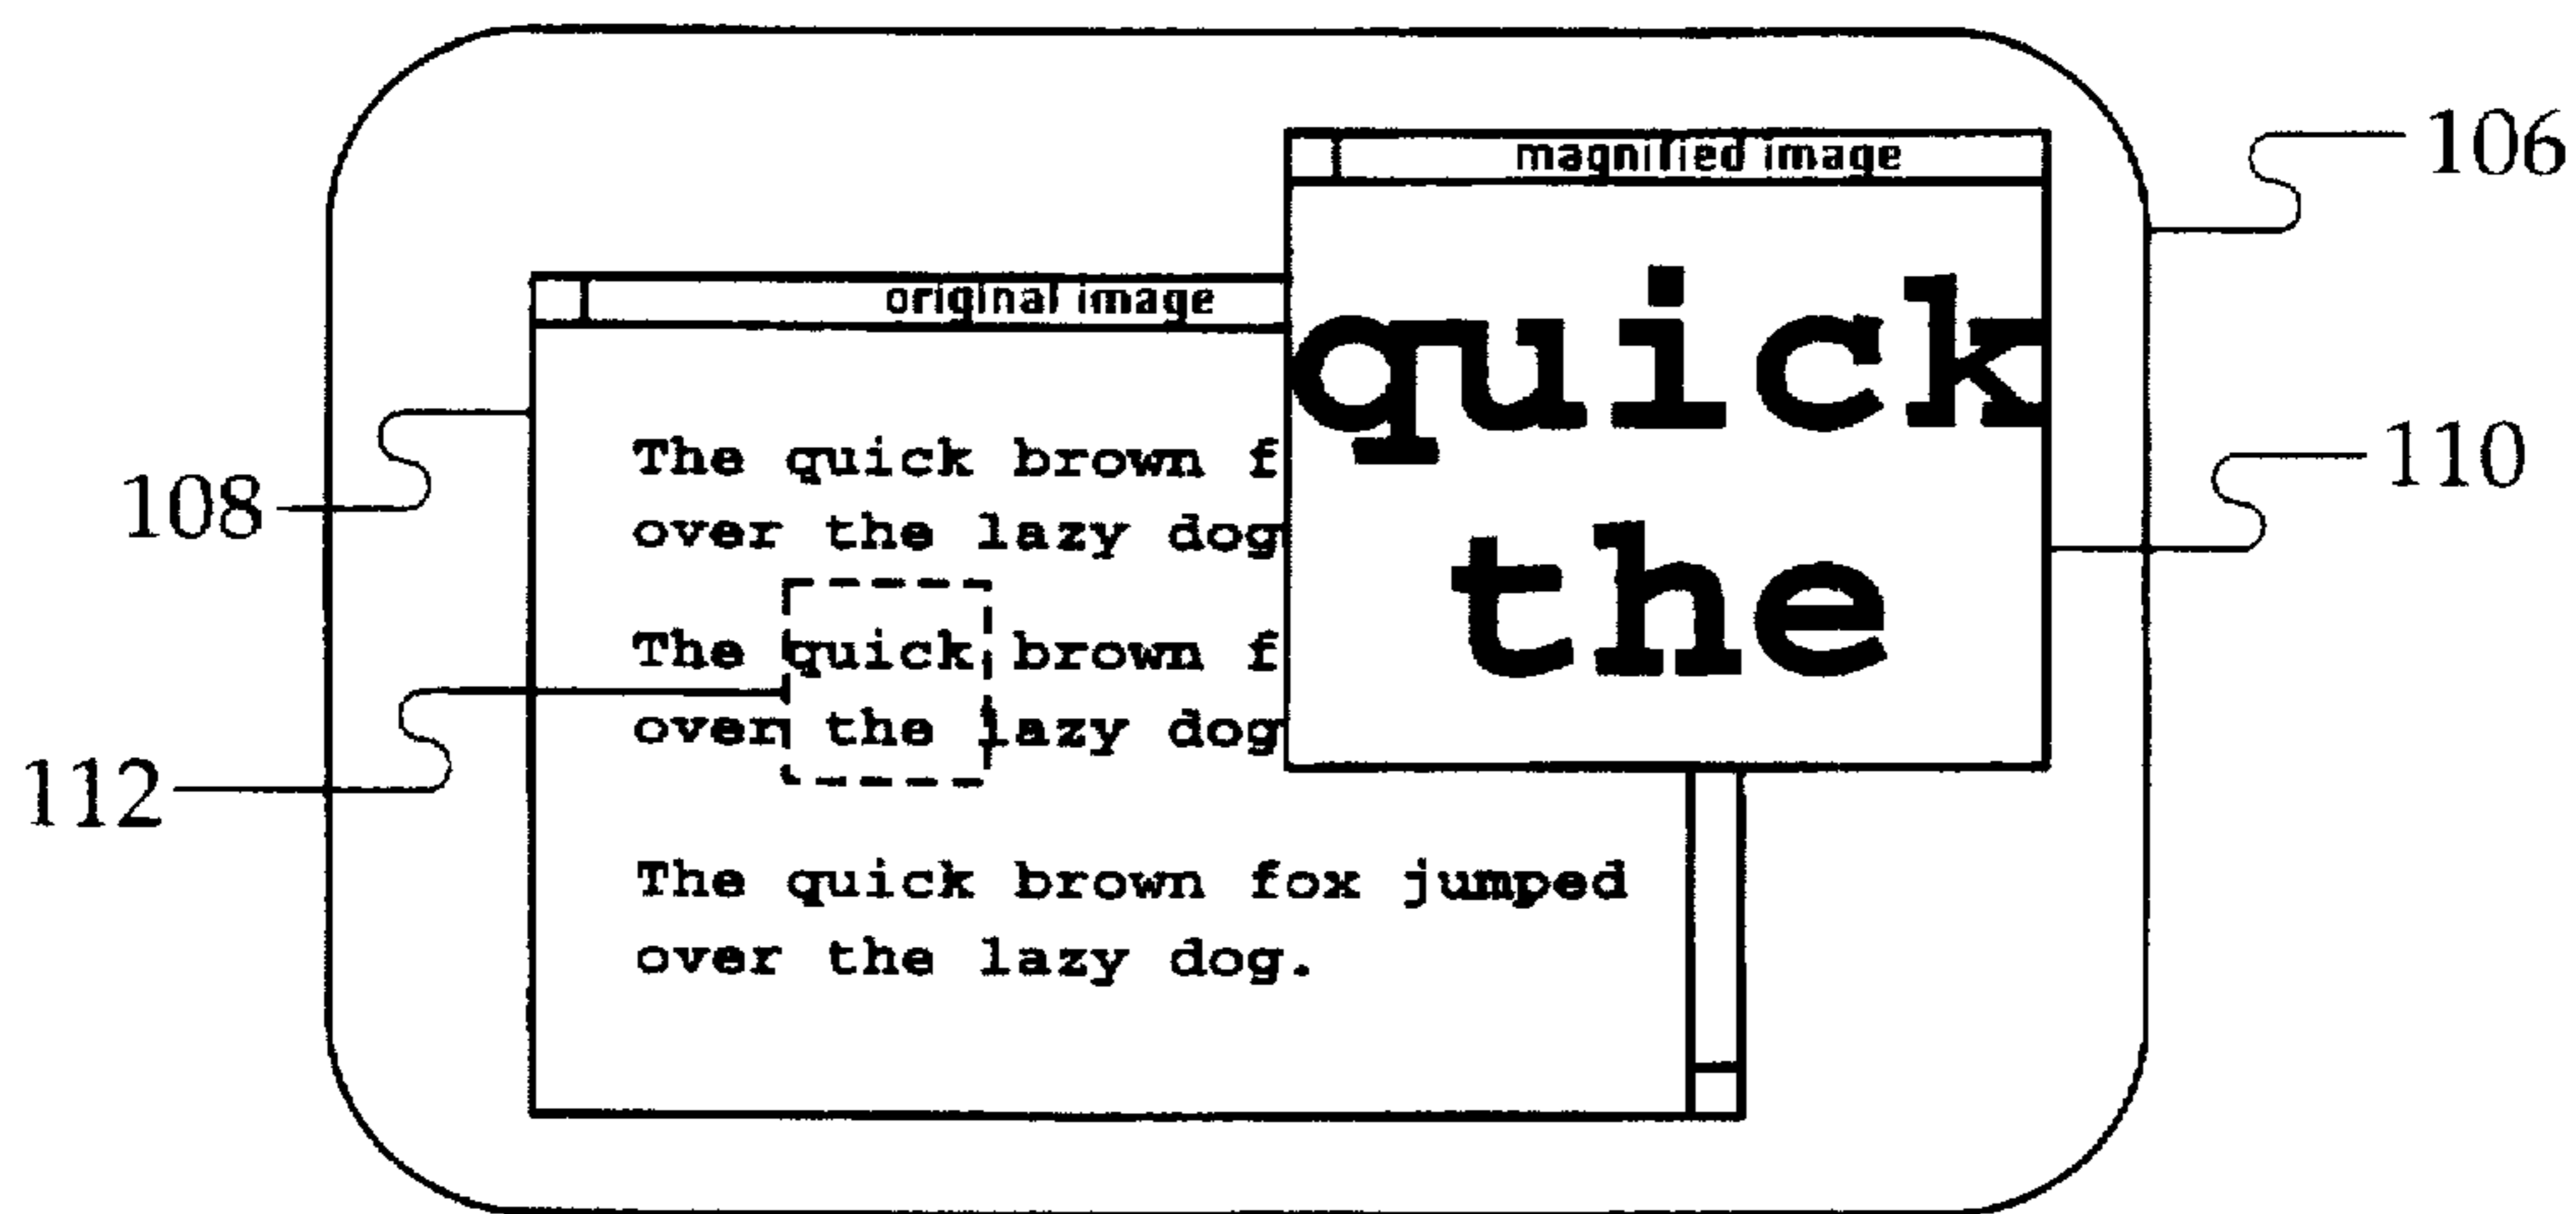 106
magnified image
quick
the
110
original image
108
The quick brown f
over the lazy dog
The quick brown f
over the lazy dog
112
The quick brown fox jumped
over the lazy dog.